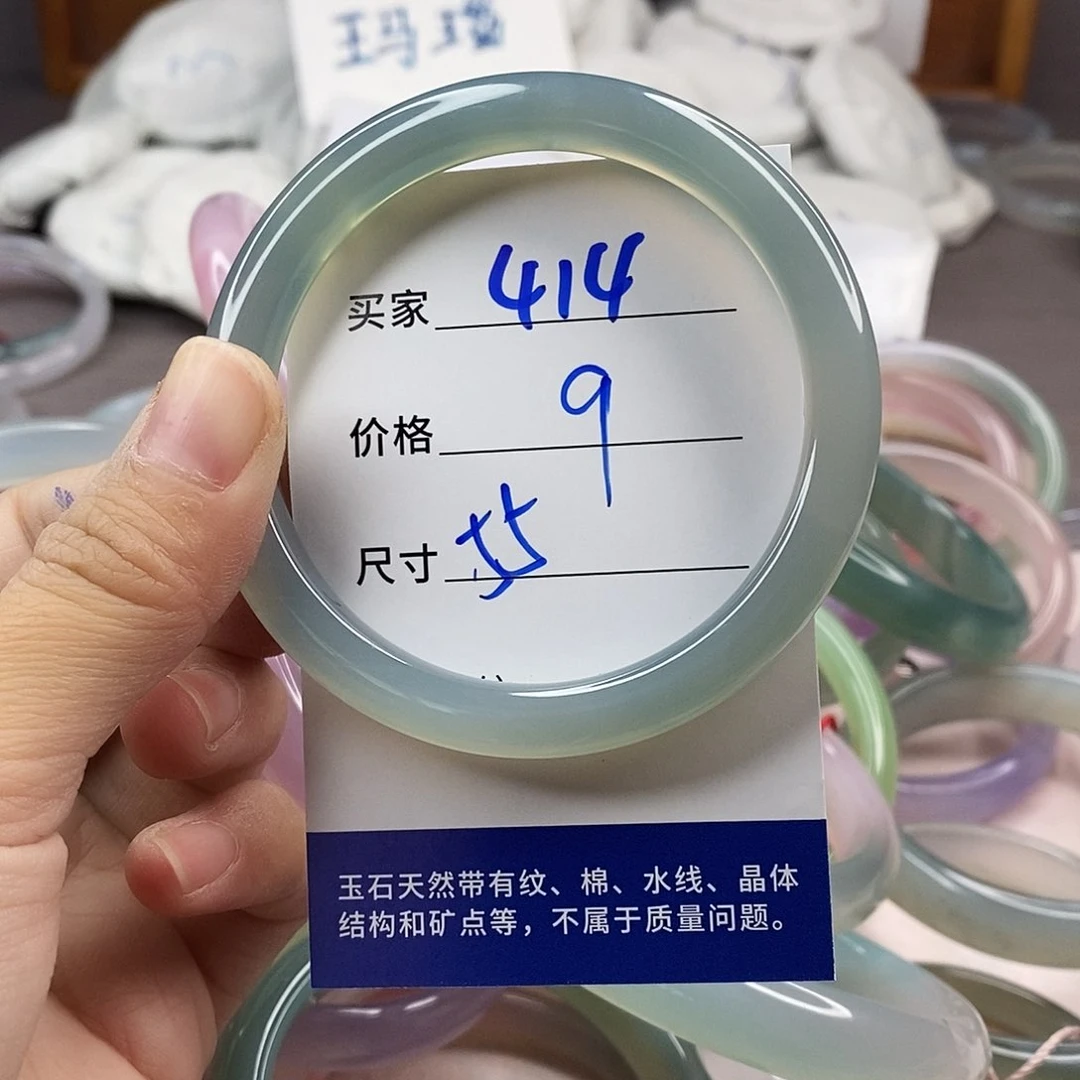 玛瑙
买家 414
价格 9
尺寸
玉石天然带有纹、棉、水线、晶体
结构和矿点等，不属于质量问题。